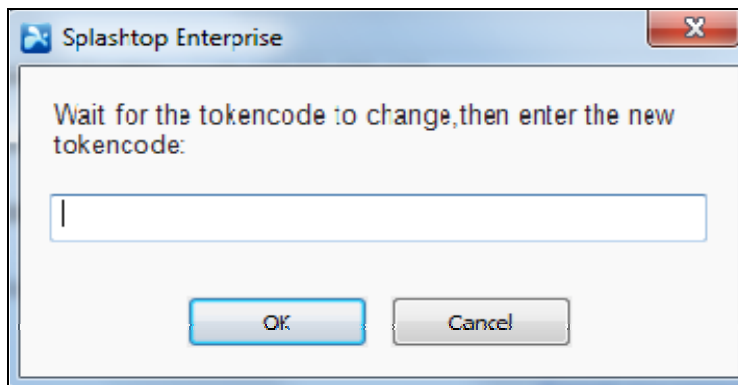 Splashtop Enterprise
Wait for the tokencode to change,then enter the new
tokencode:
OK
Cancel